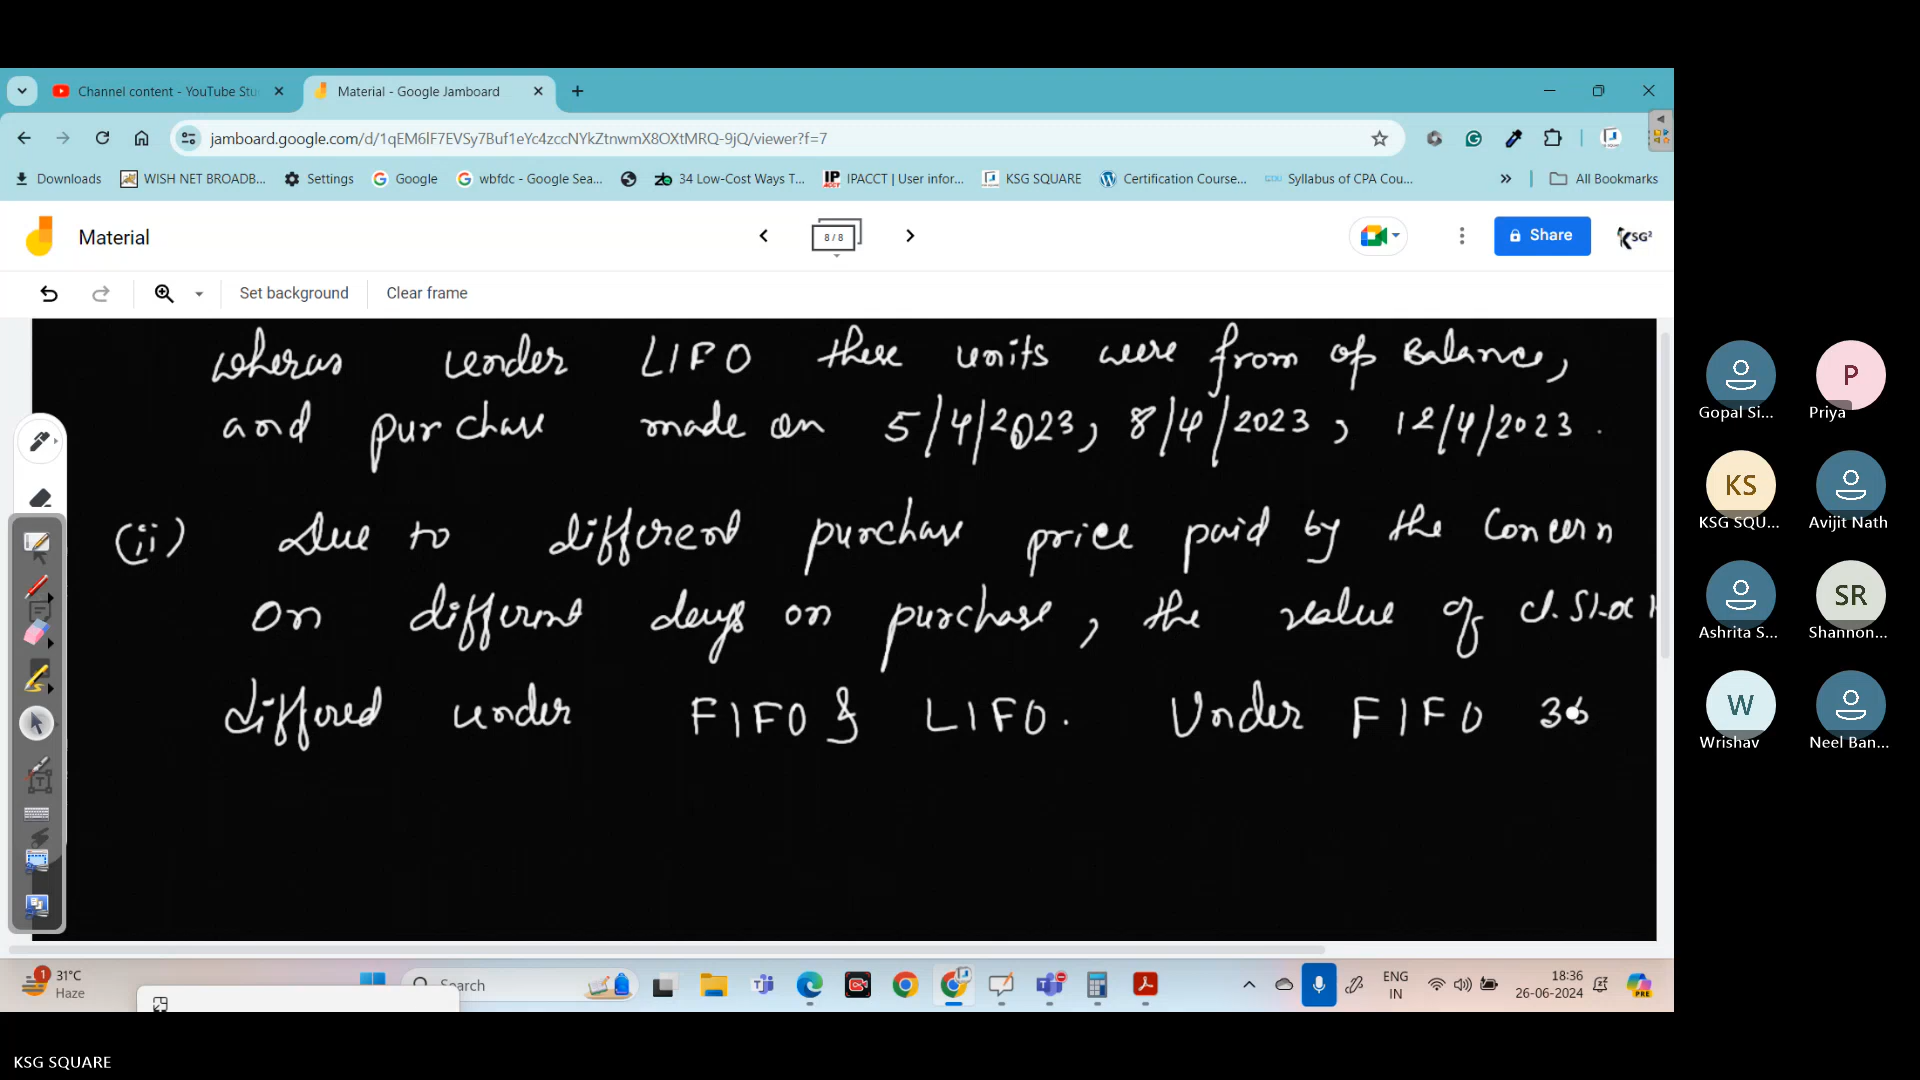 Channel content - YouTube Stu
Material - Google Jamboard
jamboard.google.com/d/1qEM6lF7EVSy7Buf1eYc4zccNYkZtnwmX8OXtMRQ-9jQ/viewer?f=7
Downloads WISH NET BROADB... Settings Google wbfdc - Google Sea... 34 Low-Cost Ways T... IPACCT | User infor... KSG SQUARE Certification Course... Syllabus of CPA Cou... » All Bookmarks
Material 8 / 8 Share KSG²
Set background Clear frame
wheras under LIFO these units were from op Balance,
and purchase made on 5/4/2023, 8/4/2023, 12/4/2023.
(ii) Due to different purchase price paid by the Concern
on different days on purchase, the value of cl. Stock
differed under FIFO & LIFO. Under FIFO
Gopal Si... Priya
KSG SQU... Avijit Nath
Ashrita S... Shannon...
Wrishav Neel Ban...
P
KS
SR
W
1 31°C
Haze
Search
ENG
IN
18:36
26-06-2024
PRE
KSG SQUARE